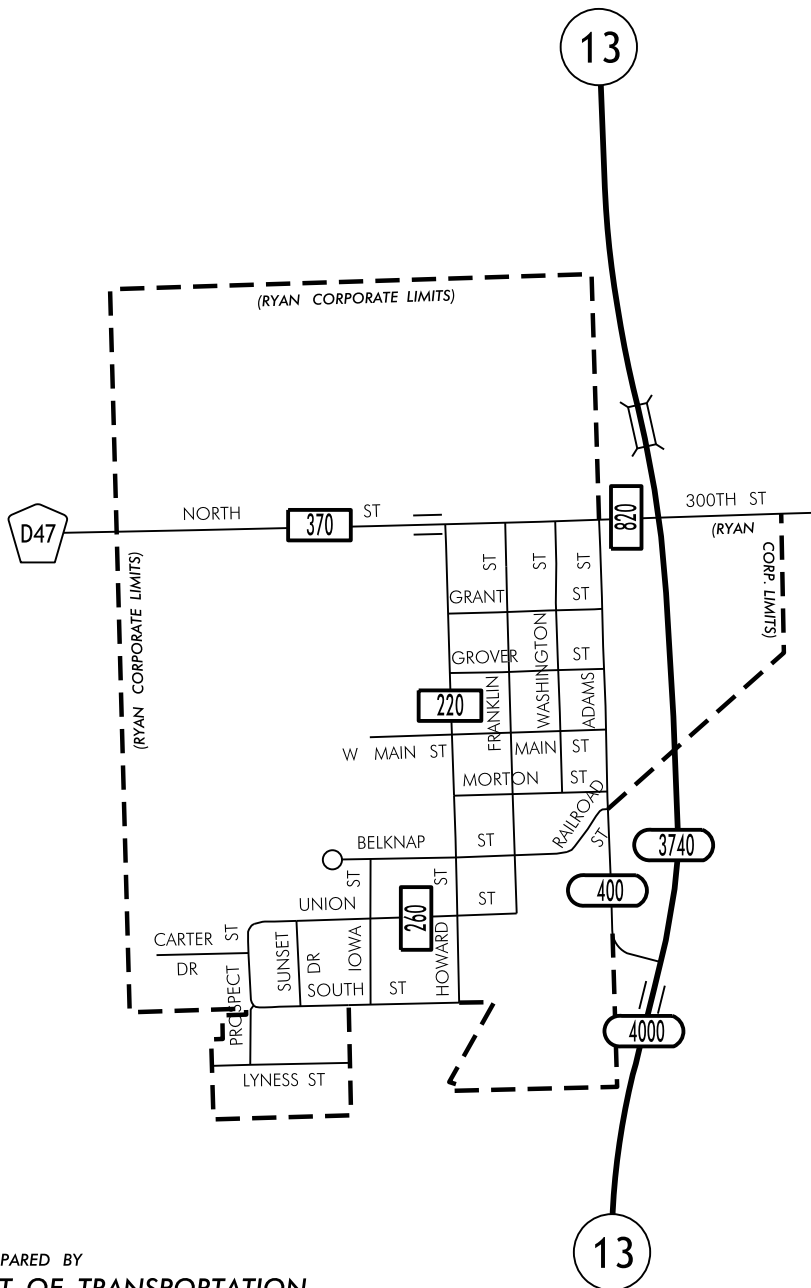 13
(RYAN CORPORATE LIMITS)
D47
NORTH ST
370
820
300TH ST
(RYAN CORP. LIMITS)
(RYAN CORPORATE LIMITS)
ST
ST
ST
GRANT ST
GROVER ST
FRANKLIN
WASHINGTON
ADAMS
220
W MAIN ST
MAIN ST
MORTON ST
RAILROAD ST
BELKNAP ST
3740
400
ST
ST
UNION ST
260
CARTER DR
ST
SUNSET DR
IOWA
HOWARD
PROSPECT
SOUTH ST
4000
LYNESS ST
13
PARED BY
T OF TRANSPORTATION